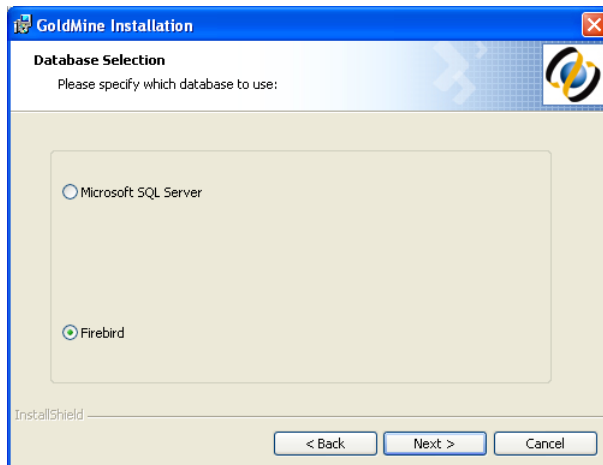 GoldMine Installation
Database Selection
Please specify which database to use:
Microsoft SQL Server
Firebird
InstallShield
< Back
Next >
Cancel